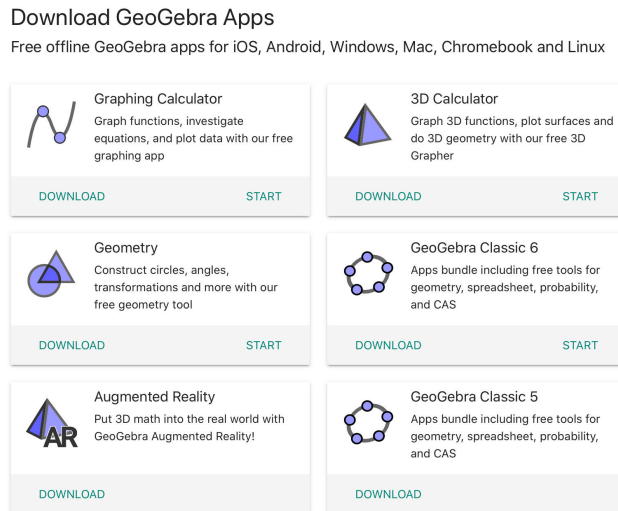 Download GeoGebra Apps
Free offline GeoGebra apps for iOS, Android, Windows, Mac, Chromebook and Linux
Graphing Calculator
Graph functions, investigate
equations, and plot data with our free
graphing app
DOWNLOAD
START
3D Calculator
Graph 3D functions, plot surfaces and
do 3D geometry with our free 3D
Grapher
DOWNLOAD
START
Geometry
Construct circles, angles,
transformations and more with our
free geometry tool
DOWNLOAD
START
GeoGebra Classic 6
Apps bundle including free tools for
geometry, spreadsheet, probability,
and CAS
DOWNLOAD
START
AR
Augmented Reality
Put 3D math into the real world with
GeoGebra Augmented Reality!
DOWNLOAD
GeoGebra Classic 5
Apps bundle including free tools for
geometry, spreadsheet, probability,
and CAS
DOWNLOAD